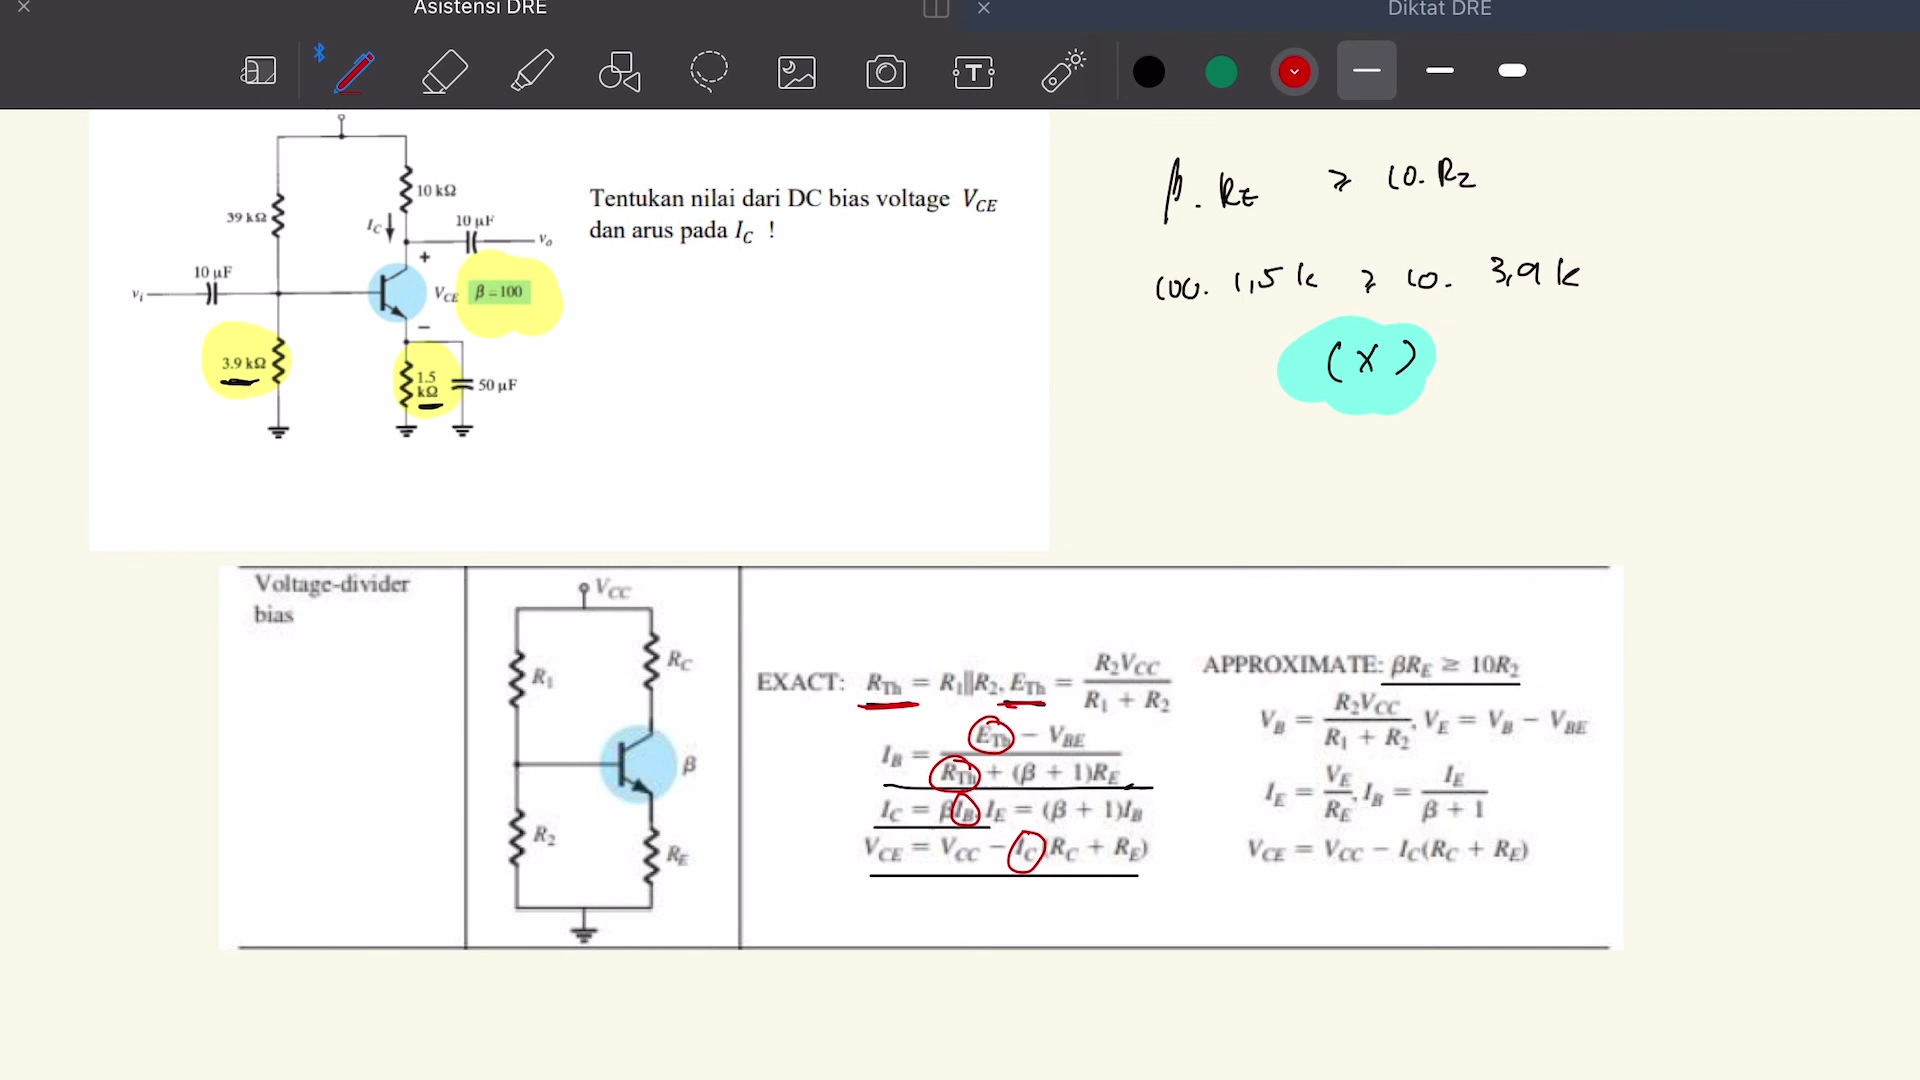 Asistensi DRE
Diktat DRE
T
10 kΩ
39 kΩ
IC
10 μF
vo
Tentukan nilai dari DC bias voltage VCE
dan arus pada IC !
+
10 μF
vi
VCE
β = 100
−
3.9 kΩ
1.5
kΩ
50 μF
β . RE ≥ 10. R2
100. 1,5 k ≥ 10. 3,9 k
(X)
Voltage-divider
bias
VCC
RC
R1
β
R2
RE
EXACT: RTh = R1||R2, ETh = R2VCC / R1 + R2
IB = ETh − VBE / RTh + (β + 1)RE
IC = βIB, IE = (β + 1)IB
VCE = VCC − IC(RC + RE)
APPROXIMATE: βRE ≥ 10R2
VB = R2VCC / R1 + R2, VE = VB − VBE
IE = VE / RE, IB = IE / β + 1
VCE = VCC − IC(RC + RE)